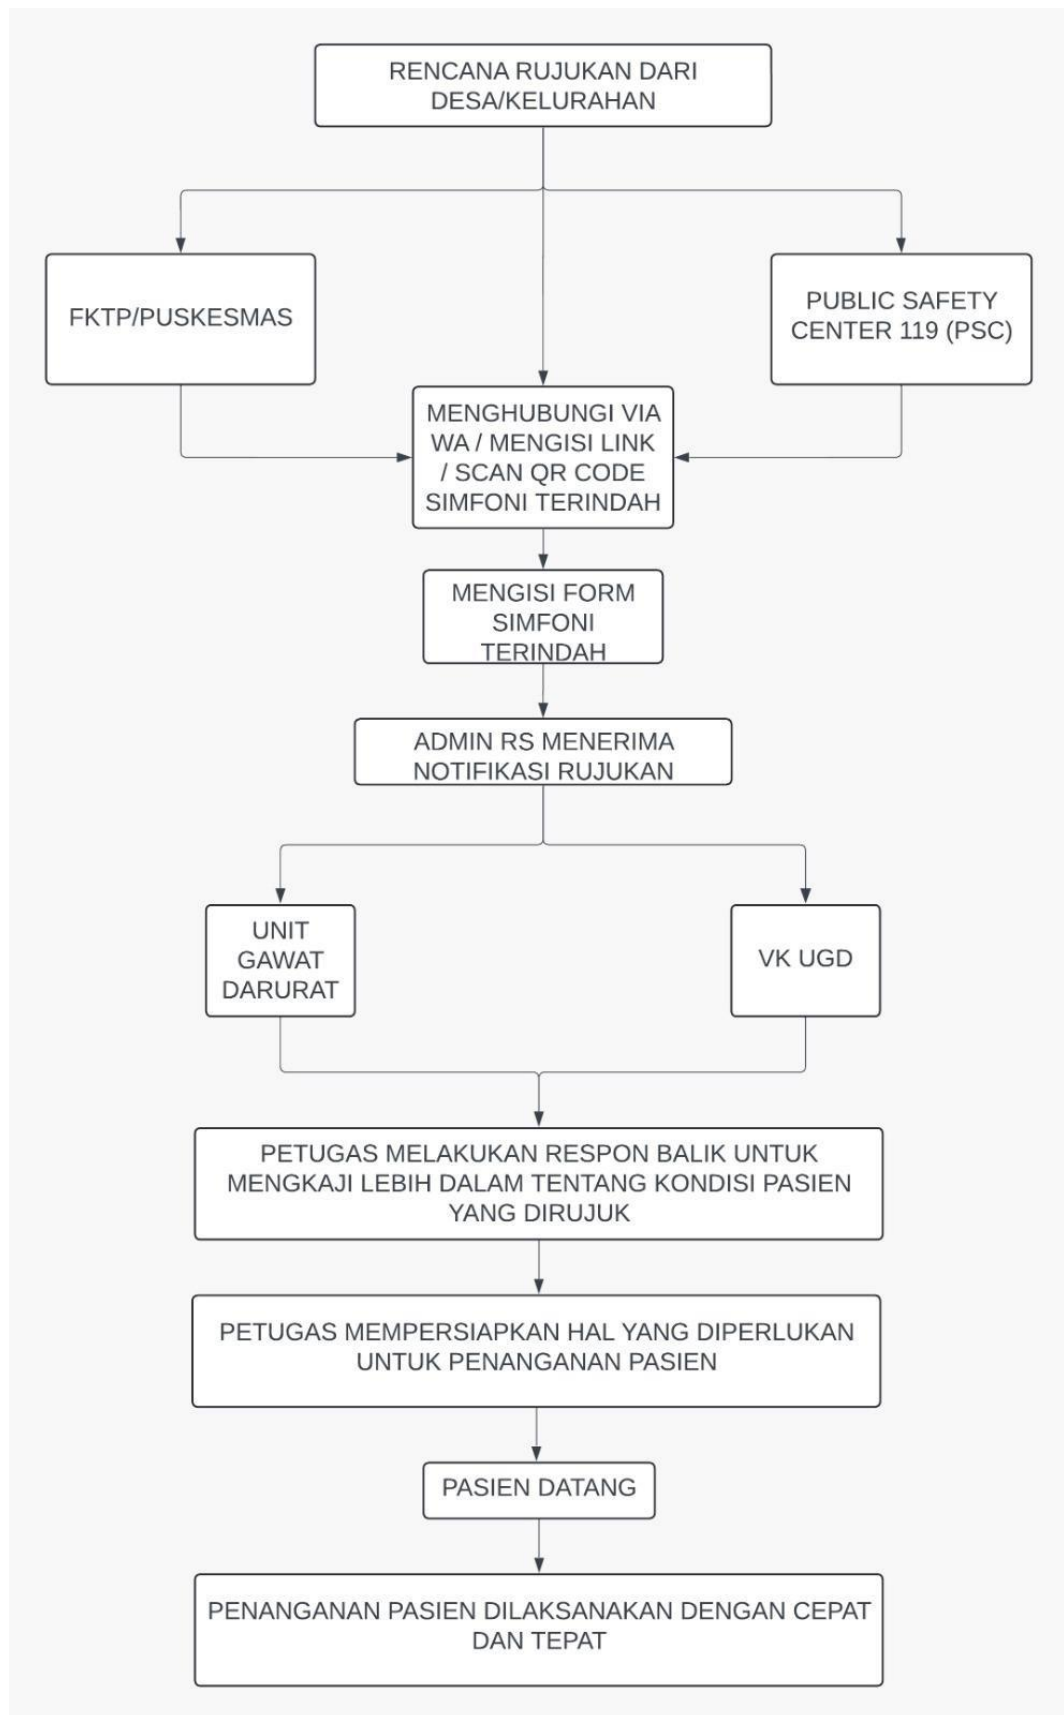 RENCANA RUJUKAN DARI
DESA/KELURAHAN
FKTP/PUSKESMAS
PUBLIC SAFETY
CENTER 119 (PSC)
MENGHUBUNGI VIA
WA / MENGISI LINK
/ SCAN QR CODE
SIMFONI TERINDAH
MENGISI FORM
SIMFONI
TERINDAH
ADMIN RS MENERIMA
NOTIFIKASI RUJUKAN
UNIT
GAWAT
DARURAT
VK UGD
PETUGAS MELAKUKAN RESPON BALIK UNTUK
MENGKAJI LEBIH DALAM TENTANG KONDISI PASIEN
YANG DIRUJUK
PETUGAS MEMPERSIAPKAN HAL YANG DIPERLUKAN
UNTUK PENANGANAN PASIEN
PASIEN DATANG
PENANGANAN PASIEN DILAKSANAKAN DENGAN CEPAT
DAN TEPAT